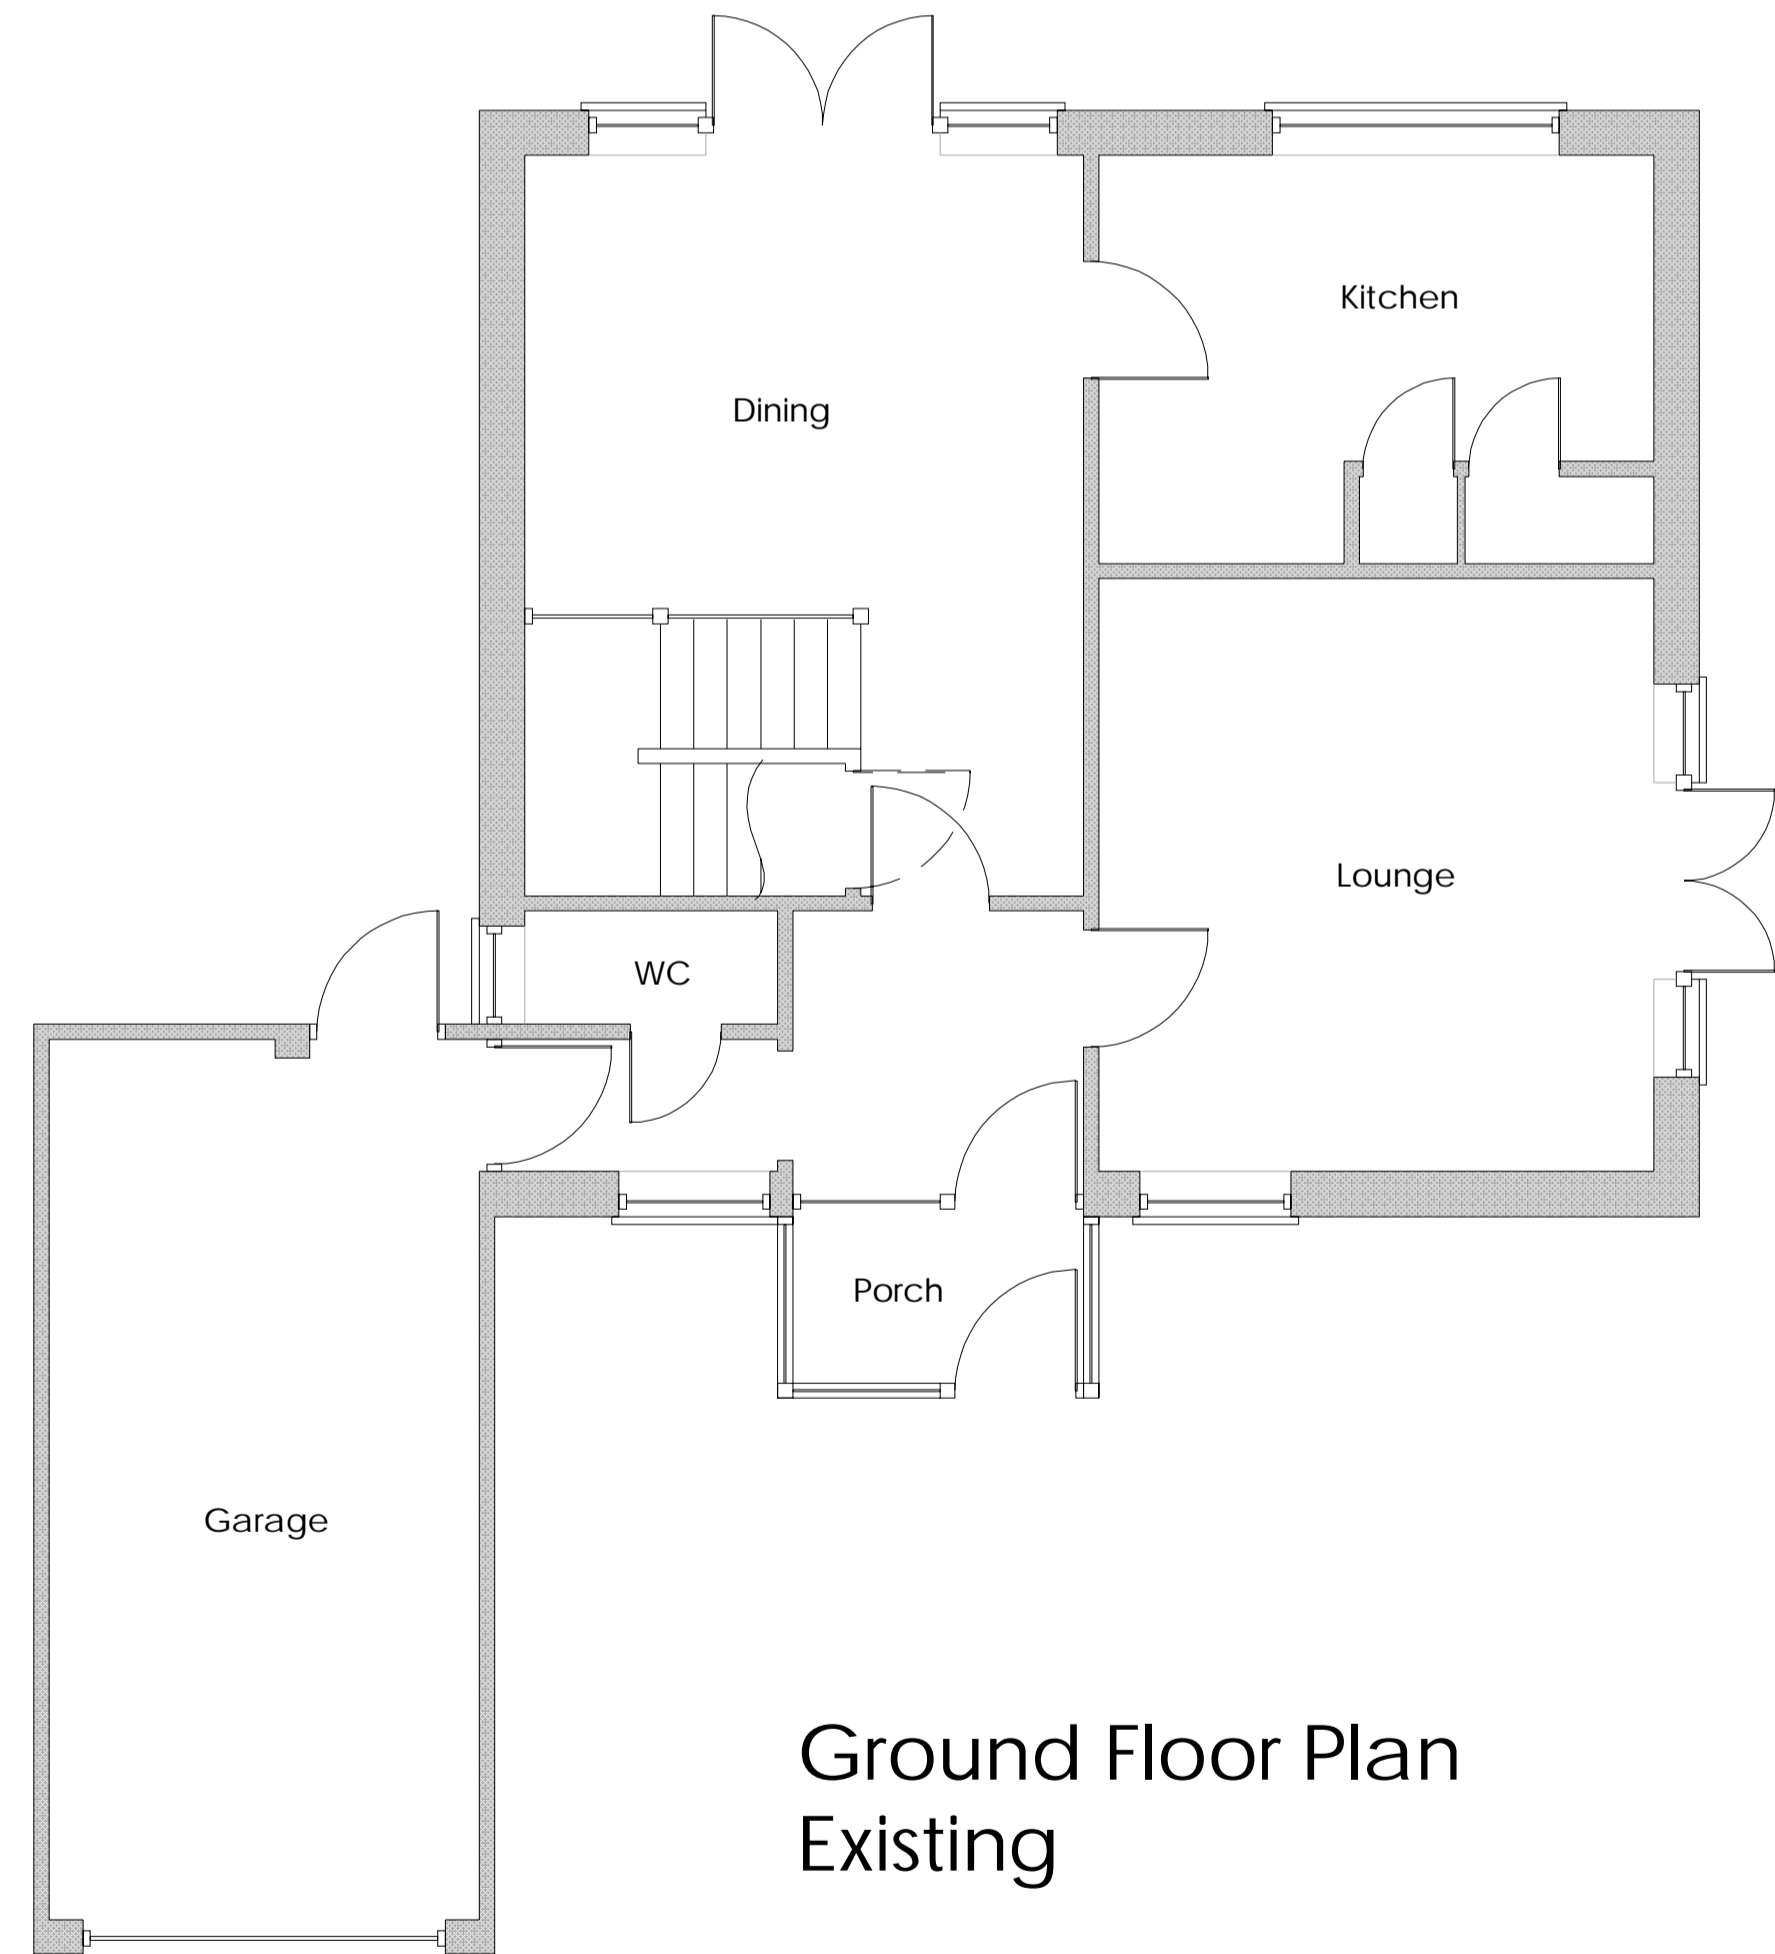 Kitchen
Dining
Lounge
WC
Porch
Garage
Ground Floor Plan
Existing